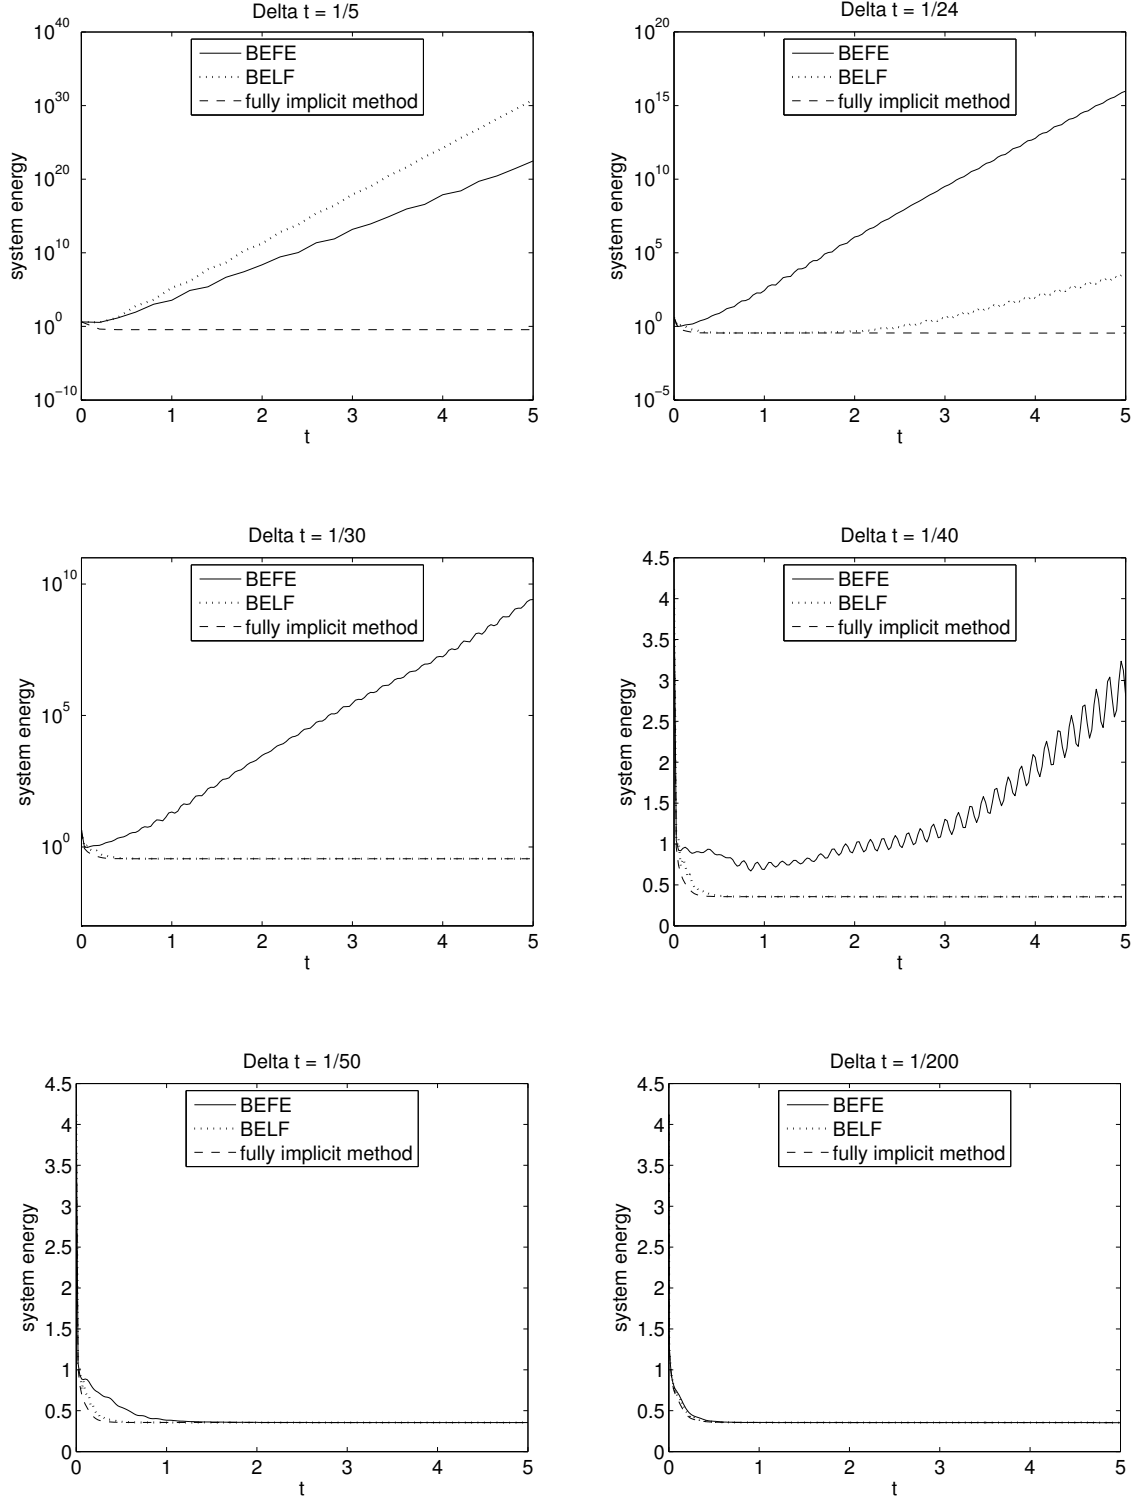 Delta t = 1/5
10^40
10^30
10^20
10^10
10^0
10^−10
system energy
BEFE
BELF
fully implicit method
0 1 2 3 4 5
t
Delta t = 1/24
10^20
10^15
10^10
10^5
10^0
10^−5
system energy
BEFE
BELF
fully implicit method
0 1 2 3 4 5
t
Delta t = 1/30
10^10
10^5
10^0
system energy
BEFE
BELF
fully implicit method
0 1 2 3 4 5
t
Delta t = 1/40
4.5
4
3.5
3
2.5
2
1.5
1
0.5
0
system energy
BEFE
BELF
fully implicit method
0 1 2 3 4 5
t
Delta t = 1/50
4.5
4
3.5
3
2.5
2
1.5
1
0.5
0
system energy
BEFE
BELF
fully implicit method
0 1 2 3 4 5
t
Delta t = 1/200
4.5
4
3.5
3
2.5
2
1.5
1
0.5
0
system energy
BEFE
BELF
fully implicit method
0 1 2 3 4 5
t